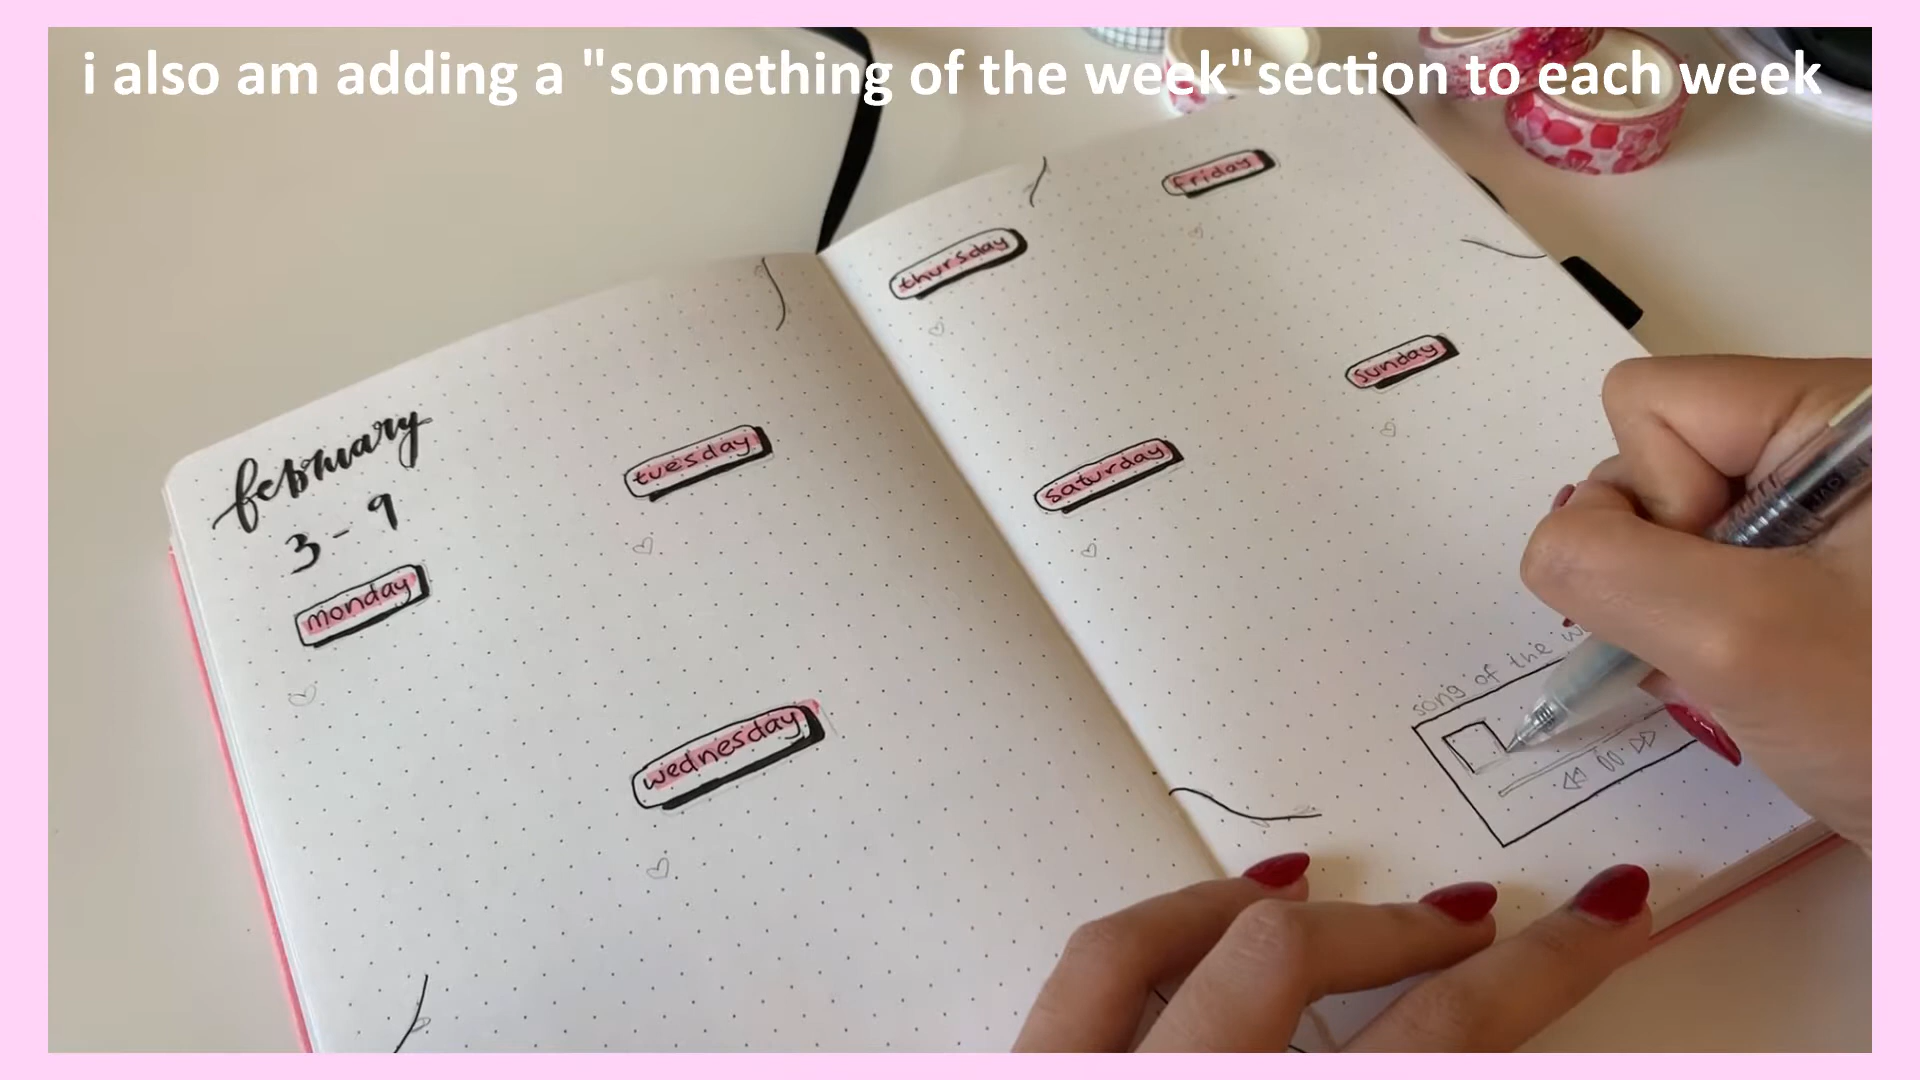 i also am adding a "something of the week"section to each week
february
3 - 9
monday
tuesday
wednesday
thursday
friday
saturday
sunday
song of the